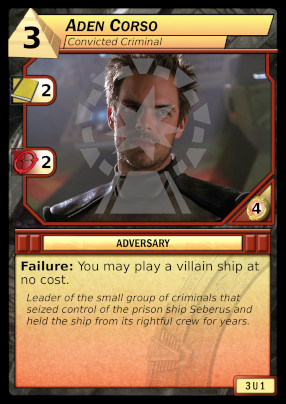 3
ADEN CORSO
Convicted Criminal
2
2
4
ADVERSARY
Failure: You may play a villain ship at
no cost.
Leader of the small group of criminals that
seized control of the prison ship Seberus and
held the ship from its rightful crew for years.
3 U 1